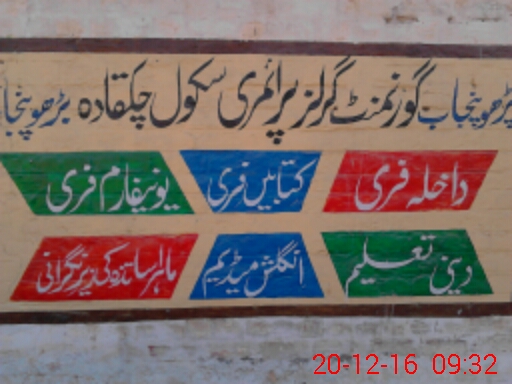 پڑھو پنجاب گورنمنٹ گرلز پرائمری سکول چکقادہ بڑھو پنجاب
داخلہ فری کتابیں فری یونیفارم فری
دینی تعلیم انگلش میڈیم ماہر اساتذہ کی زیر نگرانی
20-12-16 09:32